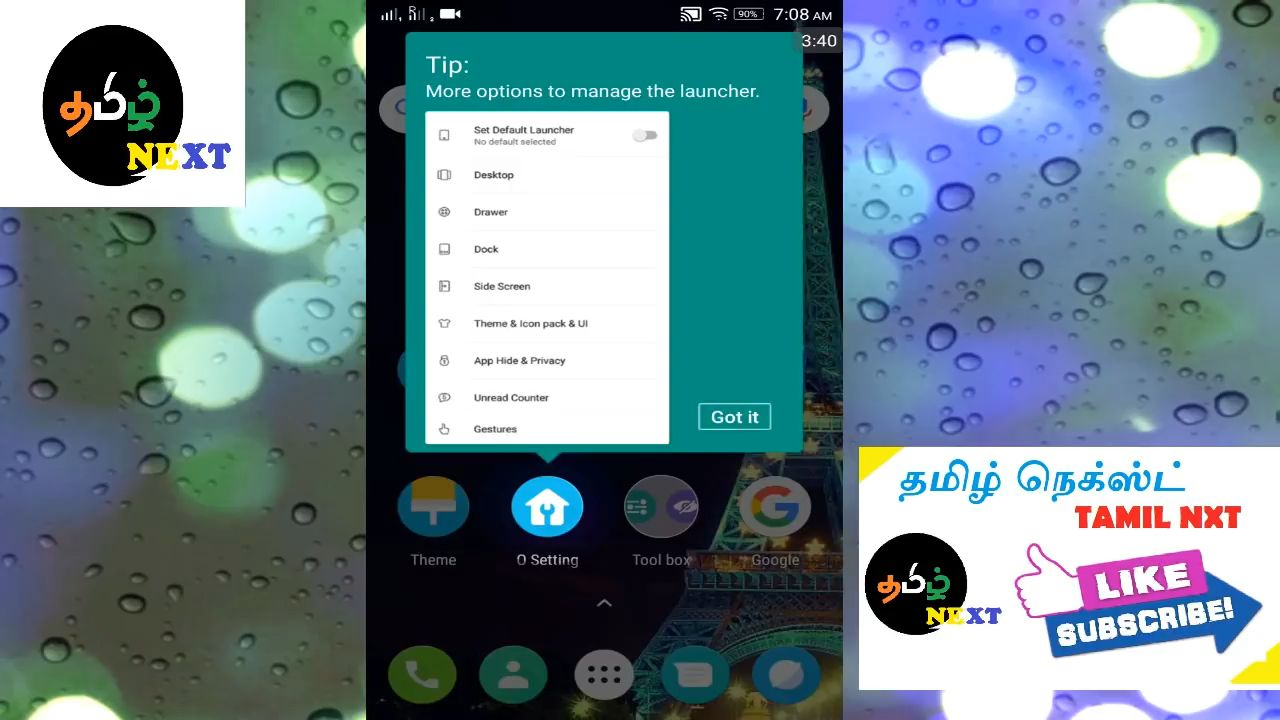 தமிழ்
NEXT
R
2
90%
7:08 AM
3:40
Tip:
More options to manage the launcher.
Set Default Launcher
No default selected
Desktop
Drawer
Dock
Side Screen
Theme & Icon pack & UI
App Hide & Privacy
Unread Counter
Gestures
Got it
Theme
O Setting
Tool box
Google
தமிழ் நெக்ஸ்ட்
TAMIL NXT
தமிழ்
NEXT
LIKE
SUBSCRIBE!